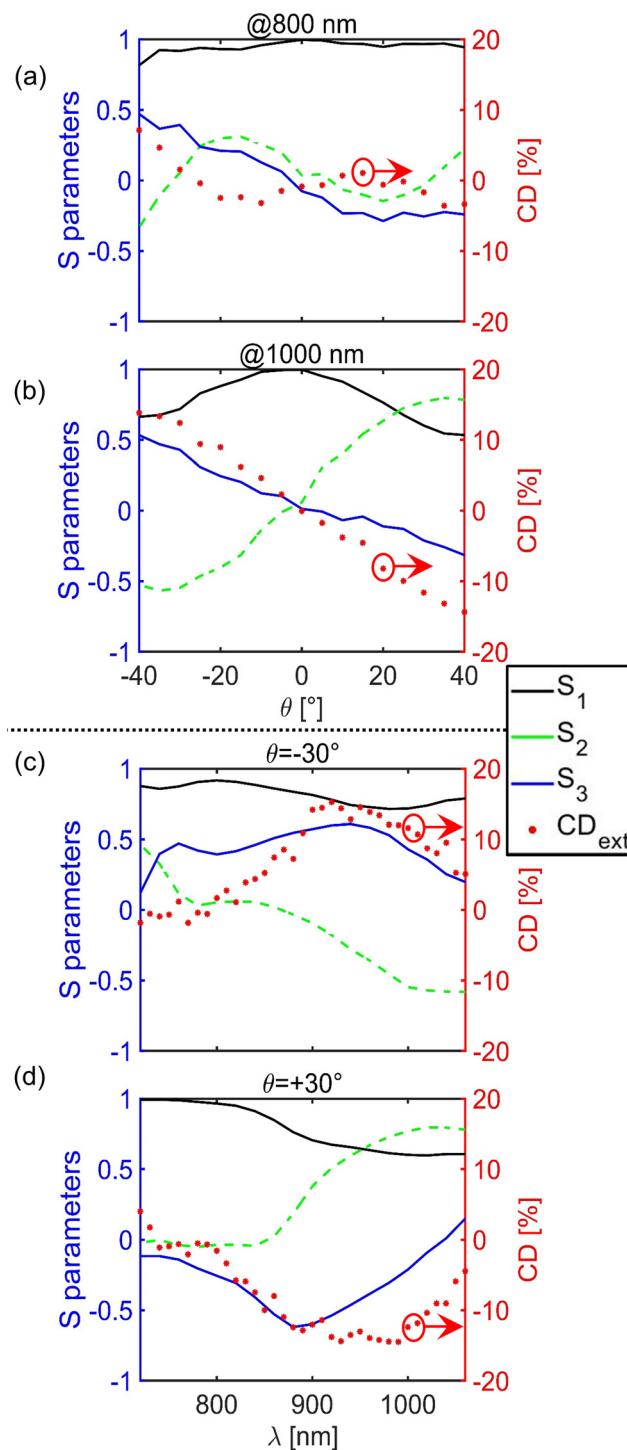 @800 nm
(a)
1
0.5
0
-0.5
-1
S parameters
20
10
0
-10
-20
CD [%]
@1000 nm
(b)
1
0.5
0
-0.5
-1
S parameters
20
10
0
-10
-20
CD [%]
-40
-20
0
20
40
θ [°]
S1
S2
S3
CDext
θ=-30°
(c)
1
0.5
0
-0.5
-1
S parameters
20
10
0
-10
-20
CD [%]
θ=+30°
(d)
1
0.5
0
-0.5
-1
S parameters
20
10
0
-10
-20
CD [%]
800
900
1000
λ [nm]